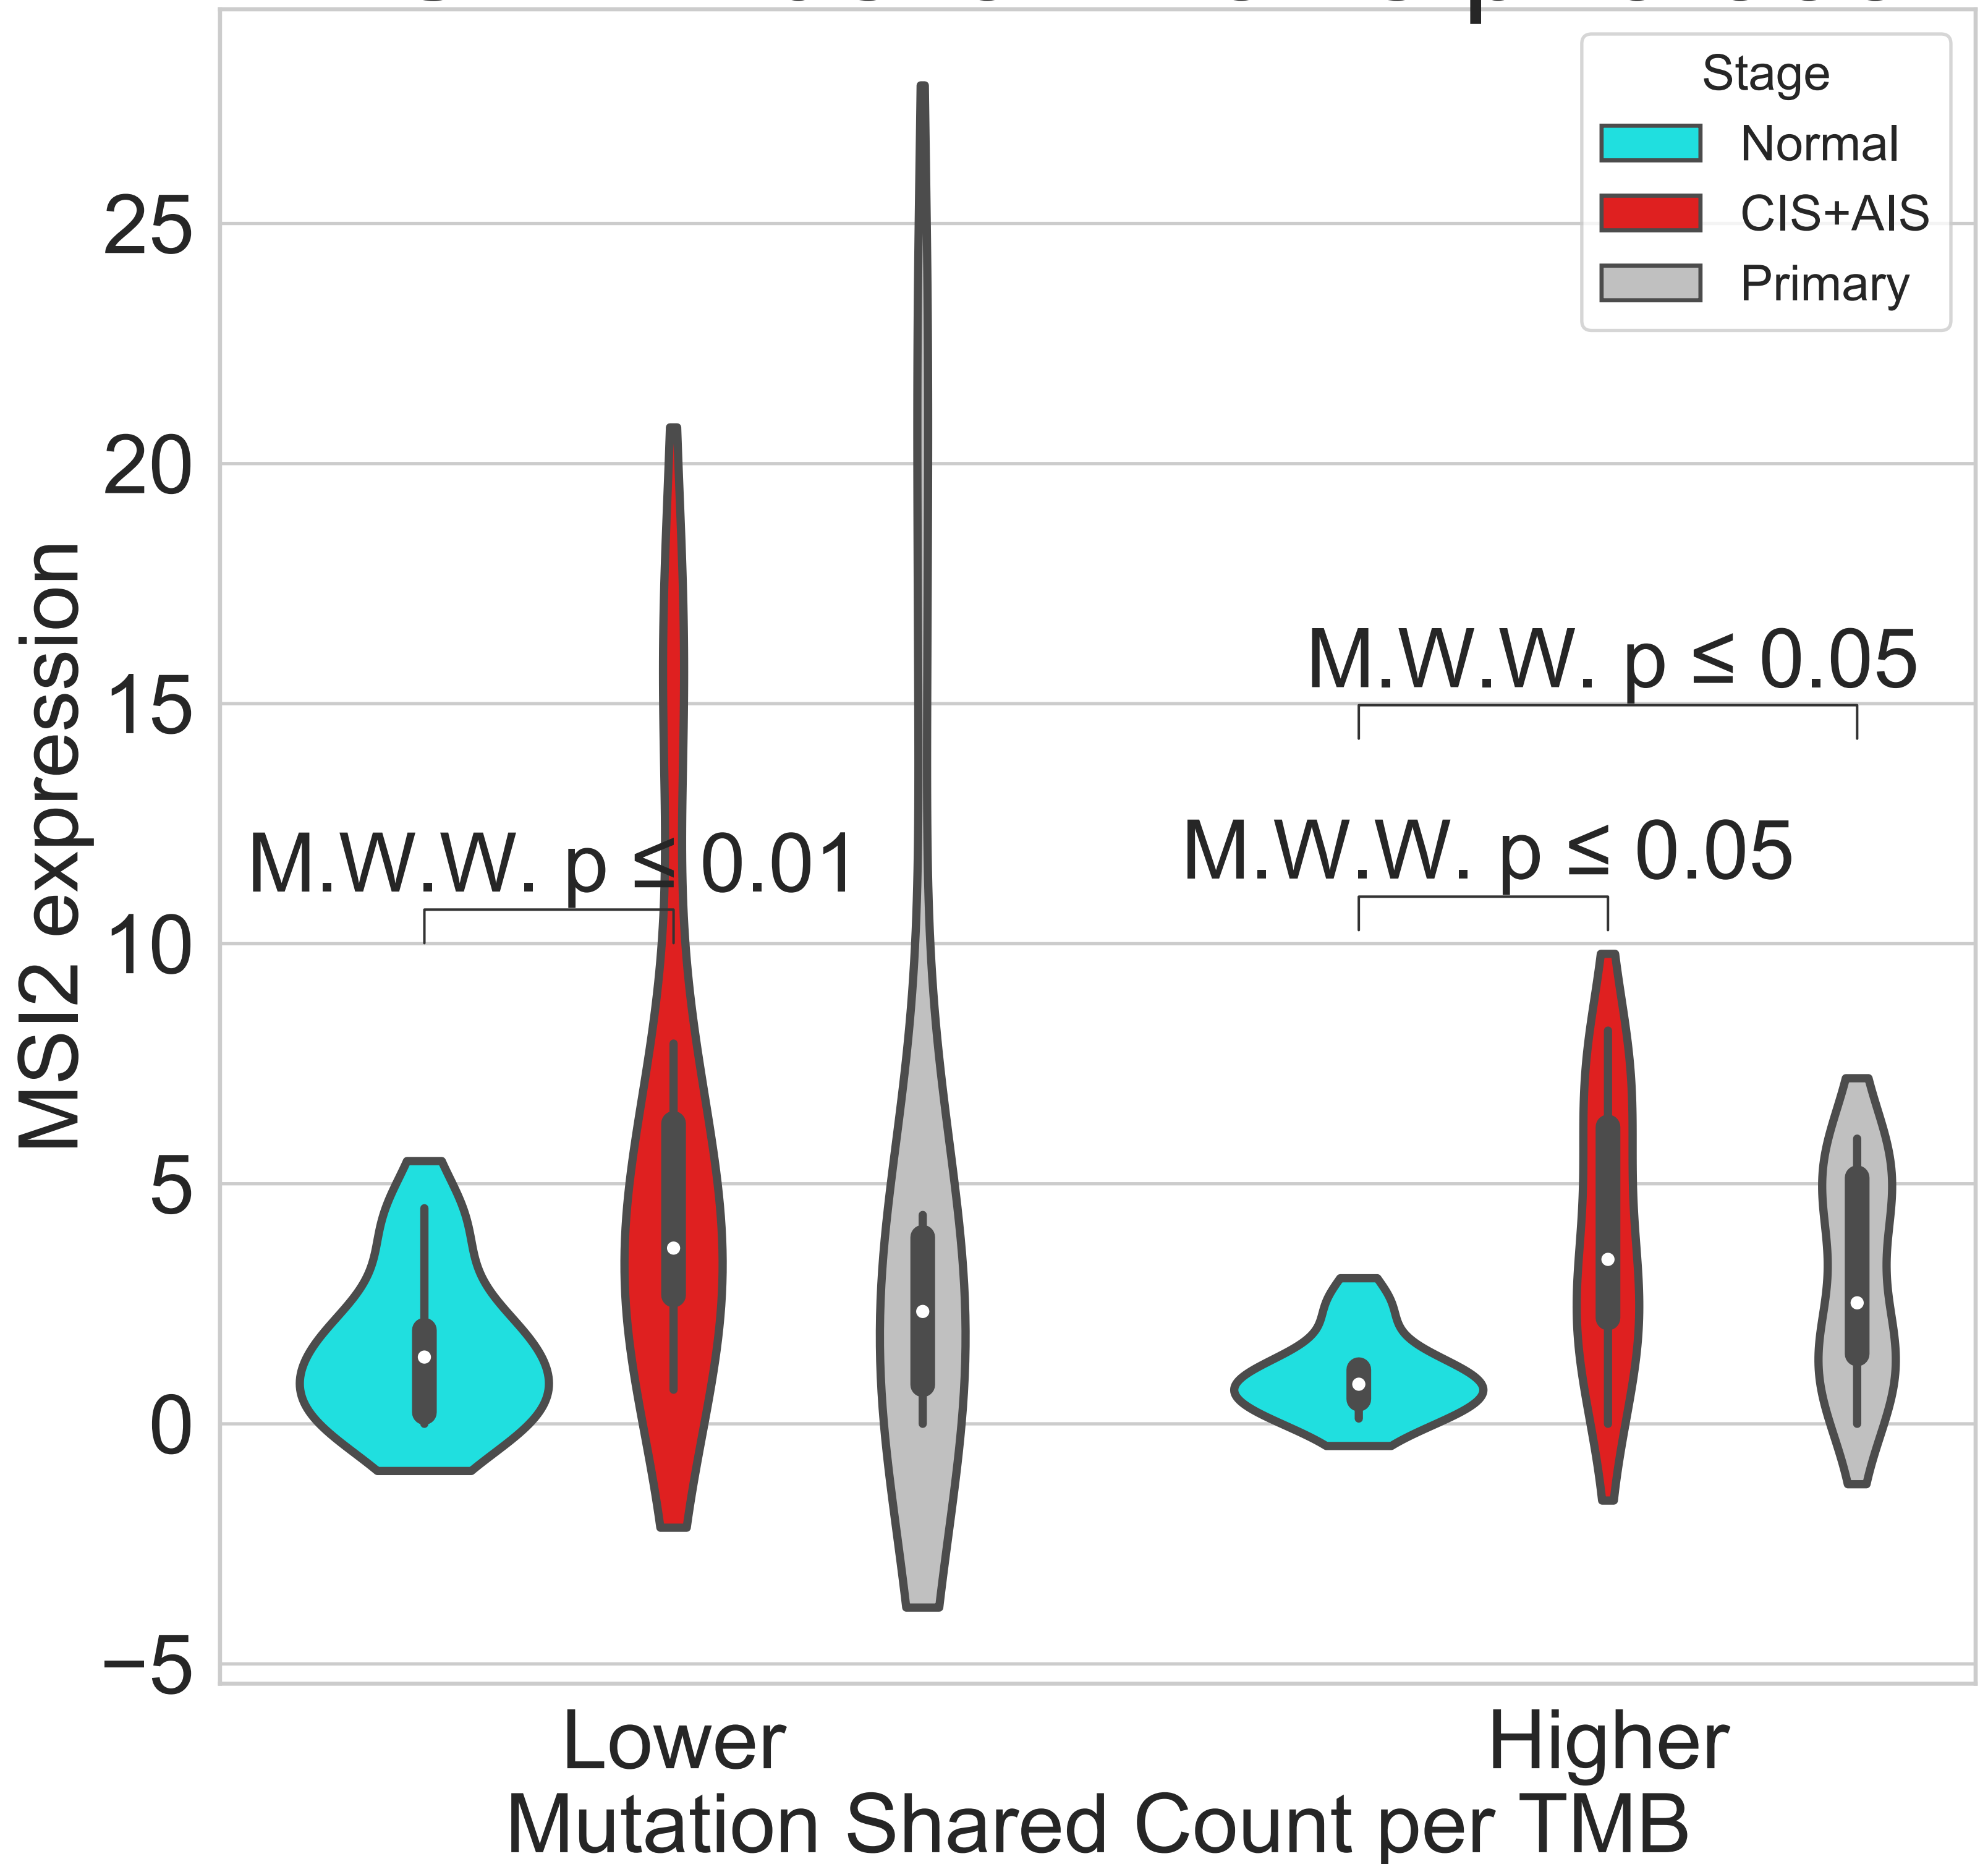 Stage
Normal
CIS+AIS
Primary
25
20
15
10
5
0
−5
MSI2 expression
M.W.W. p ≤ 0.05
M.W.W. p ≤ 0.01
M.W.W. p ≤ 0.05
Lower
Higher
Mutation Shared Count per TMB